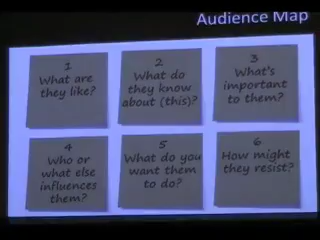 Audience Map
1
What are
they like?
2
What do
they know
about (this)?
3
What's
important
to them?
4
Who or
what else
influences
them?
5
What do you
want them
to do?
6
How might
they resist?